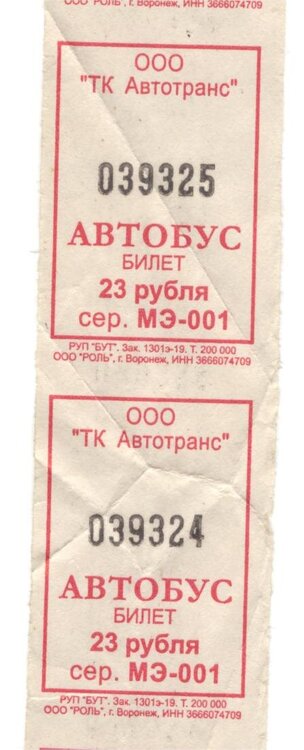 ООО "РОЛЬ", г. Воронеж, ИНН 3666074709
ООО
"ТК Автотранс"
039325
АВТОБУС
БИЛЕТ
23 рубля
сер. МЭ-001
РУП "БУТ". Зак. 1301э-19. Т. 200 000
ООО "РОЛЬ", г. Воронеж, ИНН 3666074709
ООО
"ТК Автотранс"
039324
АВТОБУС
БИЛЕТ
23 рубля
сер. МЭ-001
РУП "БУТ". Зак. 1301э-19. Т. 200 000
ООО "РОЛЬ", г. Воронеж, ИНН 3666074709